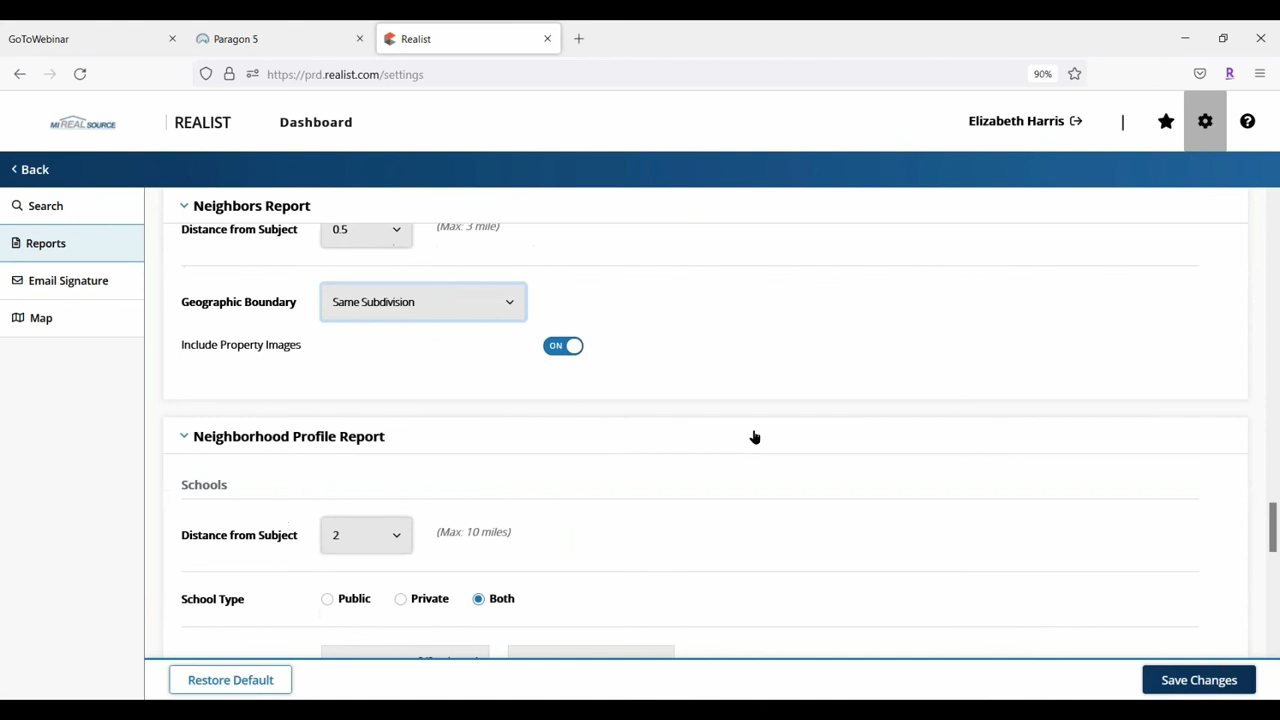 GoToWebinar
Paragon 5
Realist
https://prd.realist.com/settings
90%
R
MI REAL SOURCE
REALIST
Dashboard
Elizabeth Harris
Back
Search
Reports
Email Signature
Map
Neighbors Report
Distance from Subject
0.5
(Max: 3 mile)
Geographic Boundary
Same Subdivision
Include Property Images
ON
Neighborhood Profile Report
Schools
Distance from Subject
2
(Max: 10 miles)
School Type
Public
Private
Both
Restore Default
Save Changes